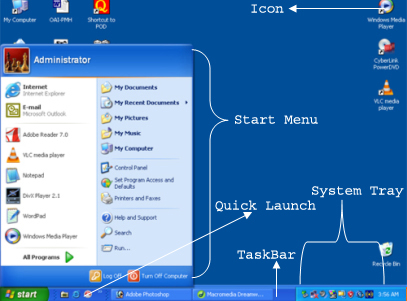 Icon
My Computer
OAI-PMH
Shortcut to
POD
Windows Media
Player
CyberLink
PowerDVD
VLC media
player
Administrator
Internet
Internet Explorer
E-mail
Microsoft Outlook
Adobe Reader 7.0
VLC media player
Notepad
DivX Player 2.1
WordPad
Windows Media Player
All Programs
My Documents
My Recent Documents
My Pictures
My Music
My Computer
Control Panel
Set Program Access and
Defaults
Printers and Faxes
Help and Support
Search
Run...
Log Off
Turn Off Computer
Start Menu
System Tray
Quick Launch
TaskBar
Recycle Bin
start
Adobe Photoshop
Macromedia Dreamw...
5:56 AM